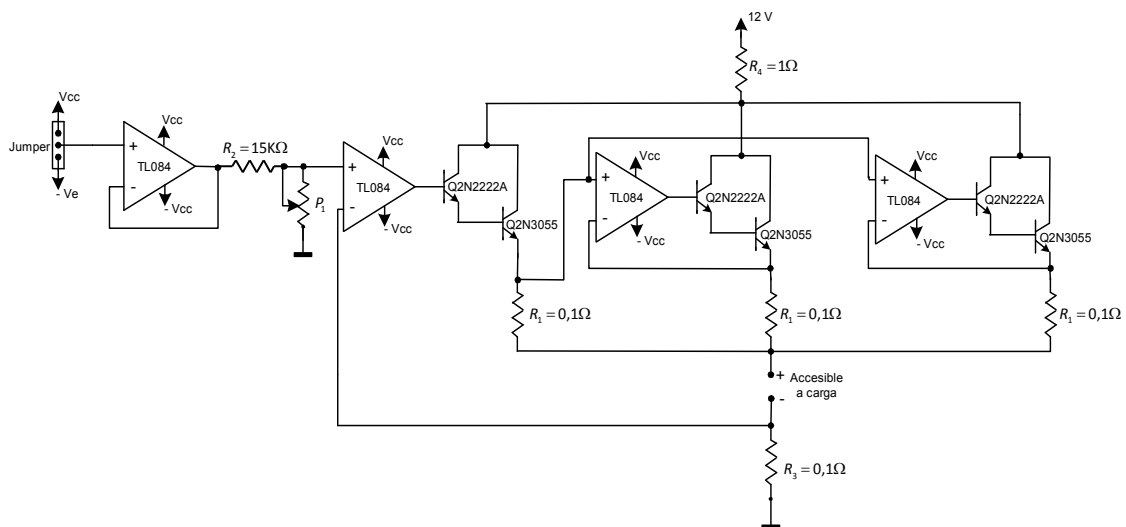 12 V
R4 = 1Ω
Vcc
Jumper
- Ve
+
-
TL084
Vcc
- Vcc
R2 = 15KΩ
P1
+
-
TL084
Vcc
- Vcc
Q2N2222A
Q2N3055
R1 = 0,1Ω
+
-
TL084
Vcc
- Vcc
Q2N2222A
Q2N3055
R1 = 0,1Ω
+
-
TL084
Vcc
- Vcc
Q2N2222A
Q2N3055
R1 = 0,1Ω
+
Accesible
a carga
-
R3 = 0,1Ω